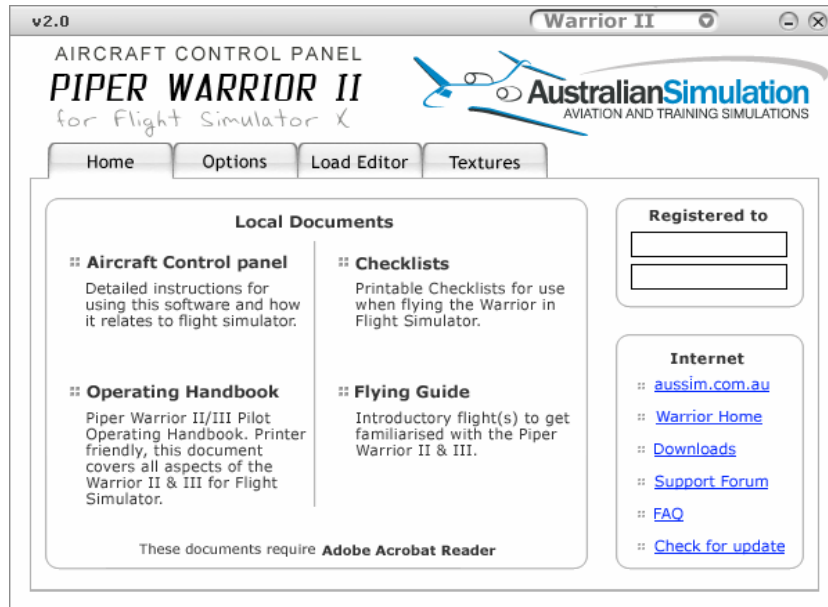 v2.0
Warrior II
AIRCRAFT CONTROL PANEL
PIPER WARRIOR II
for Flight Simulator X
AustralianSimulation
AVIATION AND TRAINING SIMULATIONS
Home
Options
Load Editor
Textures
Local Documents
Aircraft Control panel
Detailed instructions for
using this software and how
it relates to flight simulator.
Checklists
Printable Checklists for use
when flying the Warrior in
Flight Simulator.
Operating Handbook
Piper Warrior II/III Pilot
Operating Handbook. Printer
friendly, this document
covers all aspects of the
Warrior II & III for Flight
Simulator.
Flying Guide
Introductory flight(s) to get
familiarised with the Piper
Warrior II & III.
These documents require Adobe Acrobat Reader
Registered to
Internet
aussim.com.au
Warrior Home
Downloads
Support Forum
FAQ
Check for update